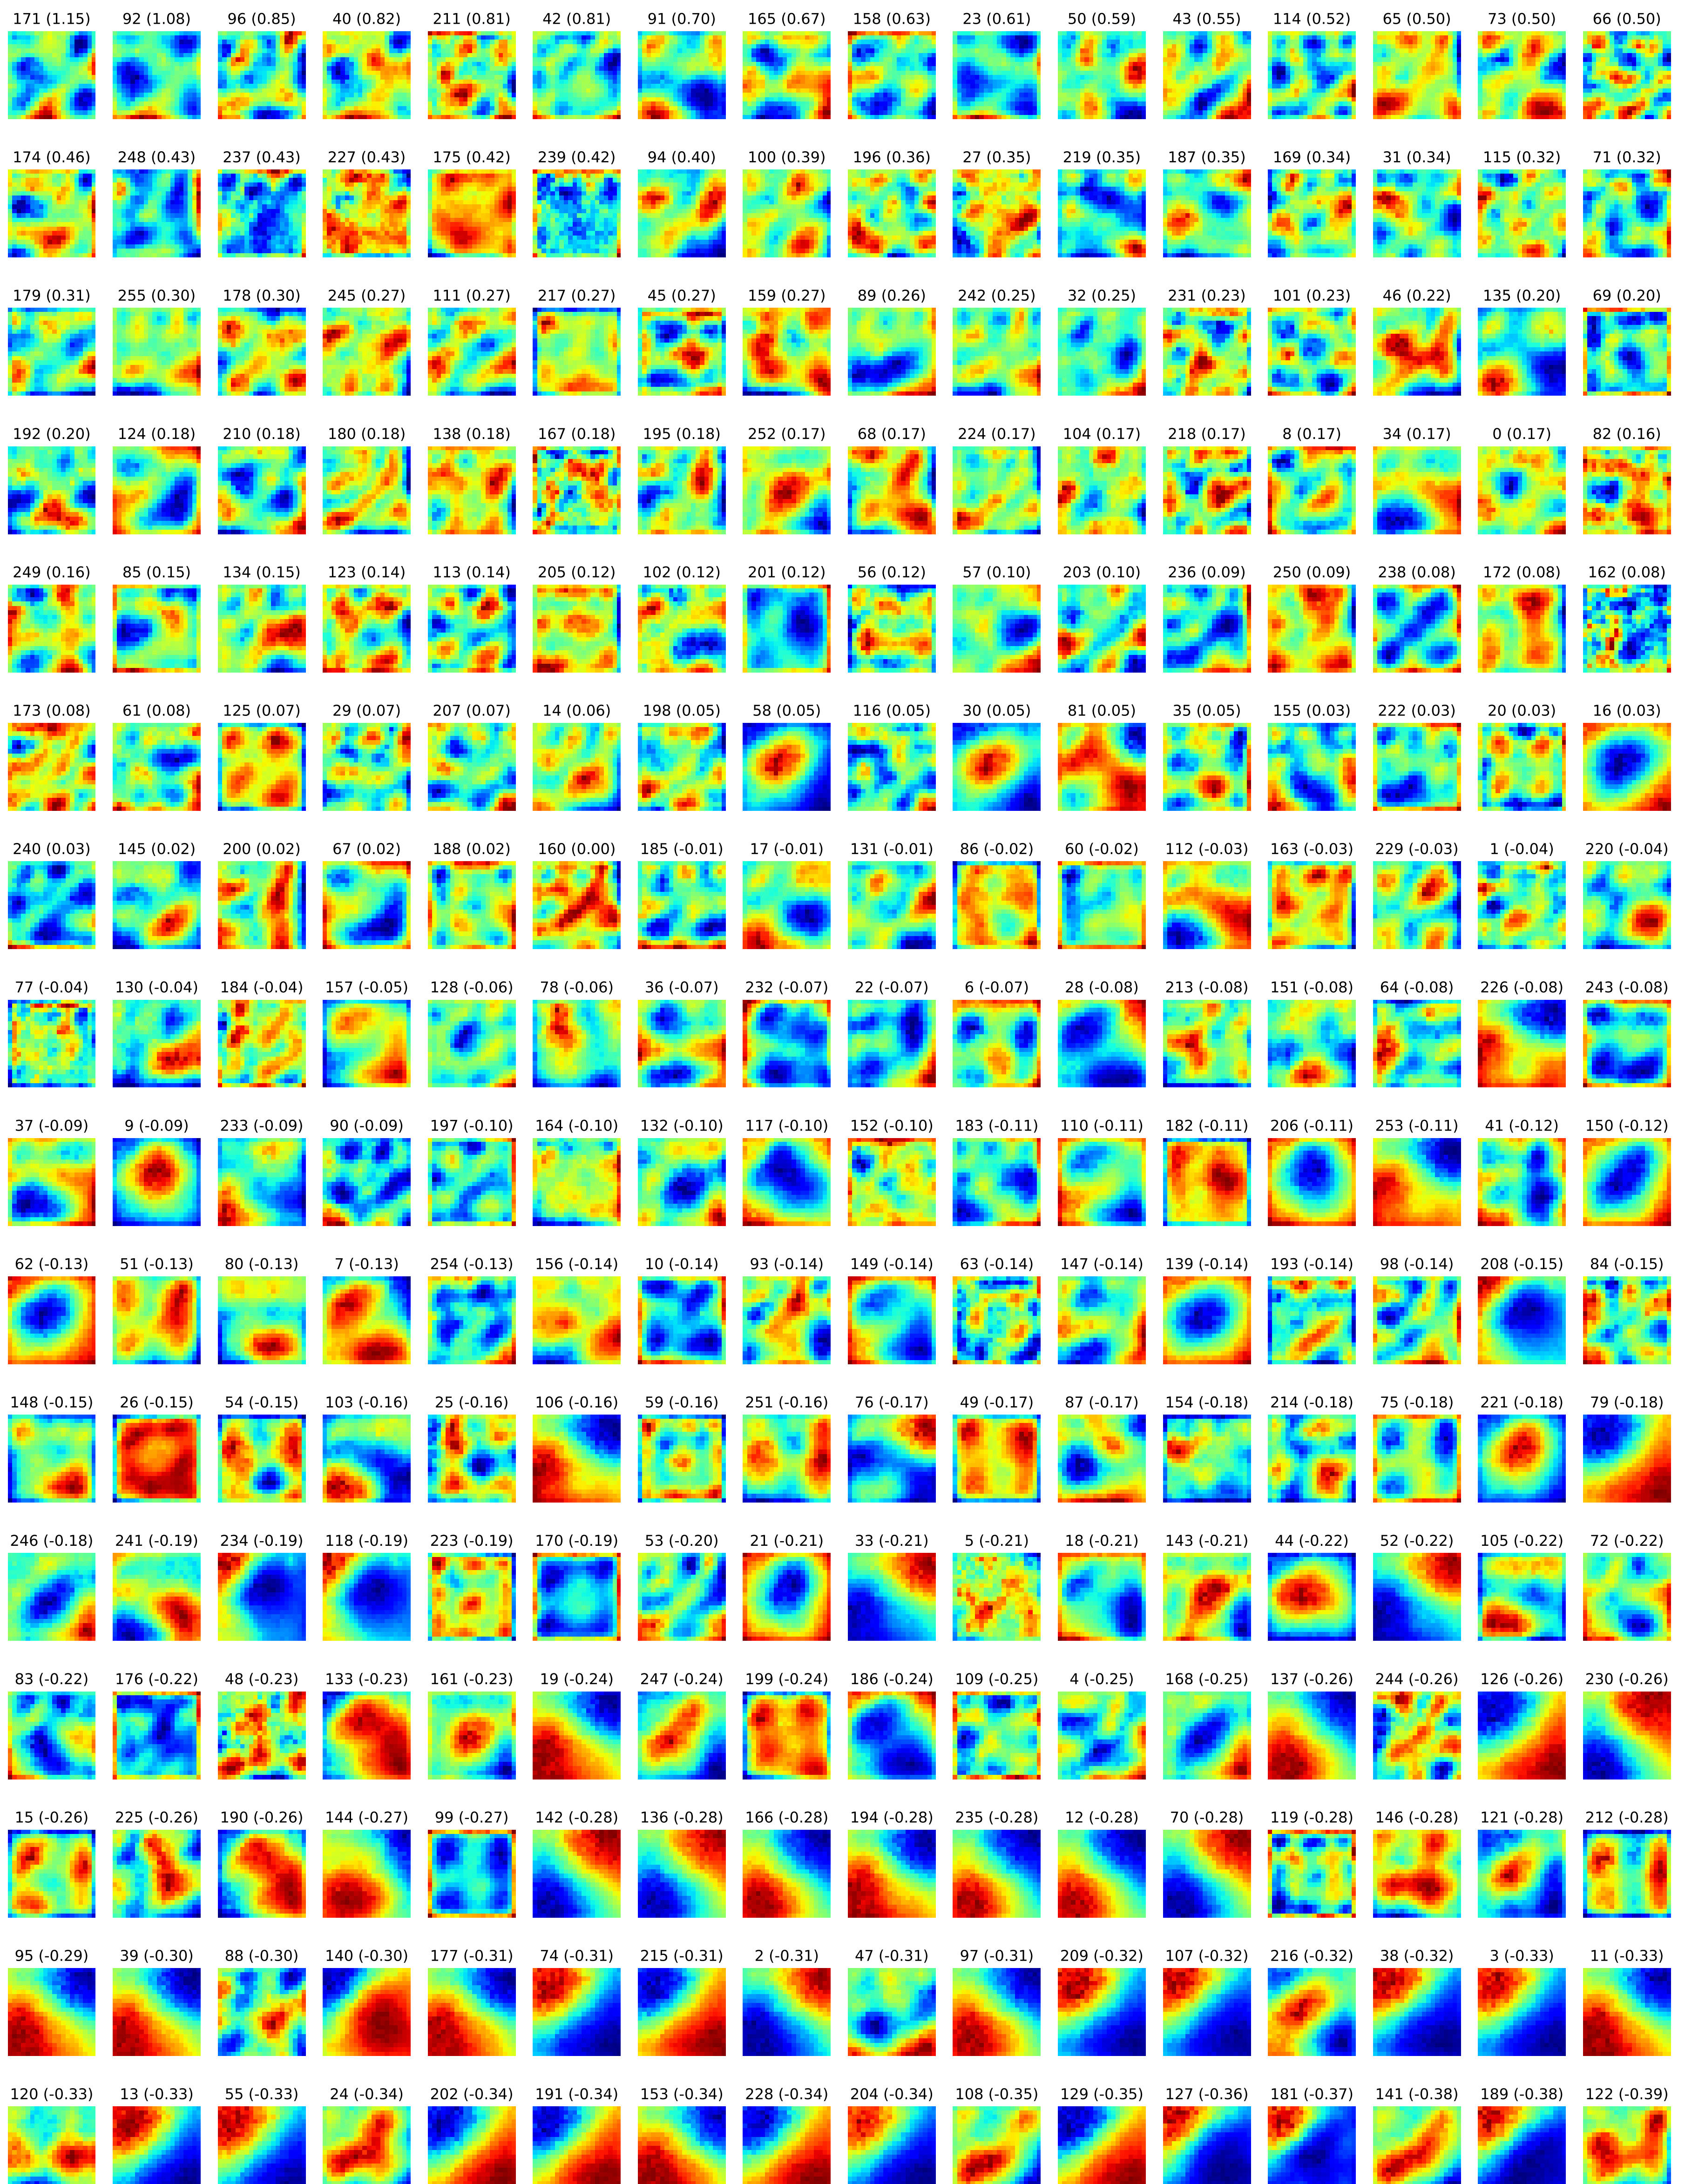 171 (1.15) 92 (1.08) 96 (0.85) 40 (0.82) 211 (0.81) 42 (0.81) 91 (0.70) 165 (0.67) 158 (0.63) 23 (0.61) 50 (0.59) 43 (0.55) 114 (0.52) 65 (0.50) 73 (0.50) 66 (0.50)
174 (0.46) 248 (0.43) 237 (0.43) 227 (0.43) 175 (0.42) 239 (0.42) 94 (0.40) 100 (0.39) 196 (0.36) 27 (0.35) 219 (0.35) 187 (0.35) 169 (0.34) 31 (0.34) 115 (0.32) 71 (0.32)
179 (0.31) 255 (0.30) 178 (0.30) 245 (0.27) 111 (0.27) 217 (0.27) 45 (0.27) 159 (0.27) 89 (0.26) 242 (0.25) 32 (0.25) 231 (0.23) 101 (0.23) 46 (0.22) 135 (0.20) 69 (0.20)
192 (0.20) 124 (0.18) 210 (0.18) 180 (0.18) 138 (0.18) 167 (0.18) 195 (0.18) 252 (0.17) 68 (0.17) 224 (0.17) 104 (0.17) 218 (0.17) 8 (0.17) 34 (0.17) 0 (0.17) 82 (0.16)
249 (0.16) 85 (0.15) 134 (0.15) 123 (0.14) 113 (0.14) 205 (0.12) 102 (0.12) 201 (0.12) 56 (0.12) 57 (0.10) 203 (0.10) 236 (0.09) 250 (0.09) 238 (0.08) 172 (0.08) 162 (0.08)
173 (0.08) 61 (0.08) 125 (0.07) 29 (0.07) 207 (0.07) 14 (0.06) 198 (0.05) 58 (0.05) 116 (0.05) 30 (0.05) 81 (0.05) 35 (0.05) 155 (0.03) 222 (0.03) 20 (0.03) 16 (0.03)
240 (0.03) 145 (0.02) 200 (0.02) 67 (0.02) 188 (0.02) 160 (0.00) 185 (-0.01) 17 (-0.01) 131 (-0.01) 86 (-0.02) 60 (-0.02) 112 (-0.03) 163 (-0.03) 229 (-0.03) 1 (-0.04) 220 (-0.04)
77 (-0.04) 130 (-0.04) 184 (-0.04) 157 (-0.05) 128 (-0.06) 78 (-0.06) 36 (-0.07) 232 (-0.07) 22 (-0.07) 6 (-0.07) 28 (-0.08) 213 (-0.08) 151 (-0.08) 64 (-0.08) 226 (-0.08) 243 (-0.08)
37 (-0.09) 9 (-0.09) 233 (-0.09) 90 (-0.09) 197 (-0.10) 164 (-0.10) 132 (-0.10) 117 (-0.10) 152 (-0.10) 183 (-0.11) 110 (-0.11) 182 (-0.11) 206 (-0.11) 253 (-0.11) 41 (-0.12) 150 (-0.12)
62 (-0.13) 51 (-0.13) 80 (-0.13) 7 (-0.13) 254 (-0.13) 156 (-0.14) 10 (-0.14) 93 (-0.14) 149 (-0.14) 63 (-0.14) 147 (-0.14) 139 (-0.14) 193 (-0.14) 98 (-0.14) 208 (-0.15) 84 (-0.15)
148 (-0.15) 26 (-0.15) 54 (-0.15) 103 (-0.16) 25 (-0.16) 106 (-0.16) 59 (-0.16) 251 (-0.16) 76 (-0.17) 49 (-0.17) 87 (-0.17) 154 (-0.18) 214 (-0.18) 75 (-0.18) 221 (-0.18) 79 (-0.18)
246 (-0.18) 241 (-0.19) 234 (-0.19) 118 (-0.19) 223 (-0.19) 170 (-0.19) 53 (-0.20) 21 (-0.21) 33 (-0.21) 5 (-0.21) 18 (-0.21) 143 (-0.21) 44 (-0.22) 52 (-0.22) 105 (-0.22) 72 (-0.22)
83 (-0.22) 176 (-0.22) 48 (-0.23) 133 (-0.23) 161 (-0.23) 19 (-0.24) 247 (-0.24) 199 (-0.24) 186 (-0.24) 109 (-0.25) 4 (-0.25) 168 (-0.25) 137 (-0.26) 244 (-0.26) 126 (-0.26) 230 (-0.26)
15 (-0.26) 225 (-0.26) 190 (-0.26) 144 (-0.27) 99 (-0.27) 142 (-0.28) 136 (-0.28) 166 (-0.28) 194 (-0.28) 235 (-0.28) 12 (-0.28) 70 (-0.28) 119 (-0.28) 146 (-0.28) 121 (-0.28) 212 (-0.28)
95 (-0.29) 39 (-0.30) 88 (-0.30) 140 (-0.30) 177 (-0.31) 74 (-0.31) 215 (-0.31) 2 (-0.31) 47 (-0.31) 97 (-0.31) 209 (-0.32) 107 (-0.32) 216 (-0.32) 38 (-0.32) 3 (-0.33) 11 (-0.33)
120 (-0.33) 13 (-0.33) 55 (-0.33) 24 (-0.34) 202 (-0.34) 191 (-0.34) 153 (-0.34) 228 (-0.34) 204 (-0.34) 108 (-0.35) 129 (-0.35) 127 (-0.36) 181 (-0.37) 141 (-0.38) 189 (-0.38) 122 (-0.39)